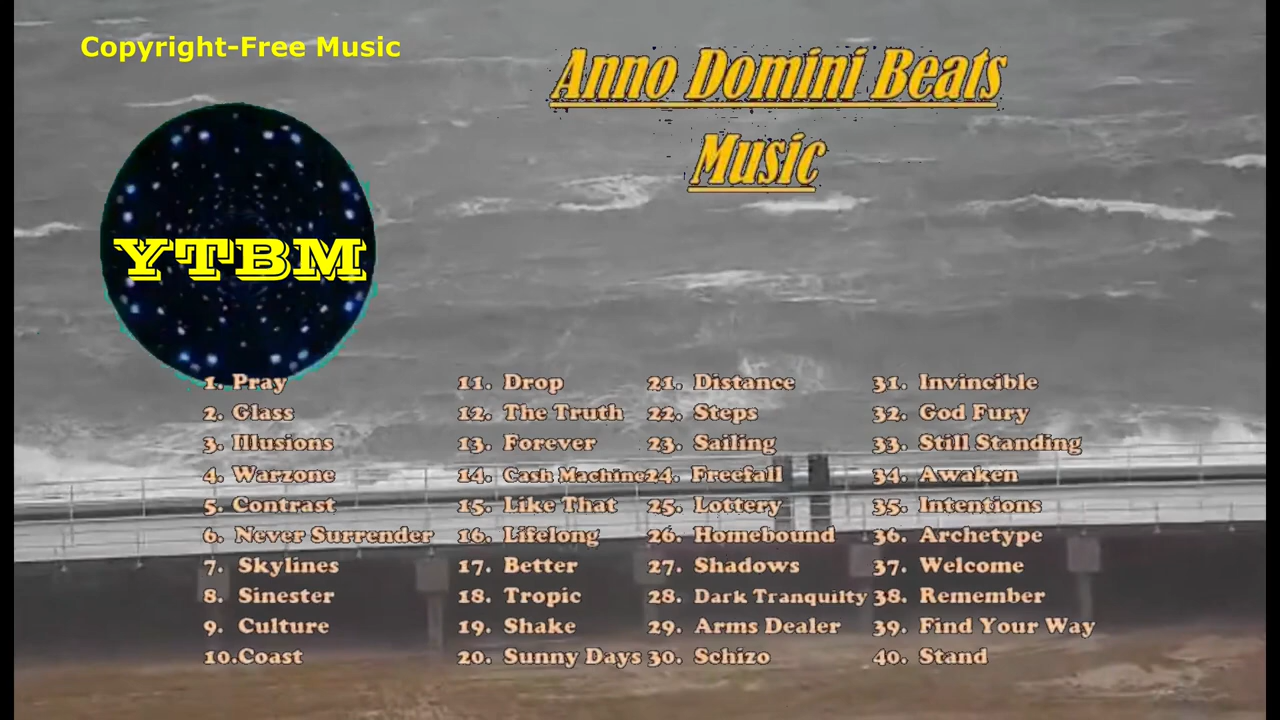 Copyright-Free Music
Anno Domini Beats
Music
YTBM
1. Pray
2. Glass
3. Illusions
4. Warzone
5. Contrast
6. Never Surrender
7. Skylines
8. Sinester
9. Culture
10.Coast
11. Drop
12. The Truth
13. Forever
14. Cash Machine
15. Like That
16. Lifelong
17. Better
18. Tropic
19. Shake
20. Sunny Days
21. Distance
22. Steps
23. Sailing
24. Freefall
25. Lottery
26. Homebound
27. Shadows
28. Dark Tranquilty
29. Arms Dealer
30. Schizo
31. Invincible
32. God Fury
33. Still Standing
34. Awaken
35. Intentions
36. Archetype
37. Welcome
38. Remember
39. Find Your Way
40. Stand